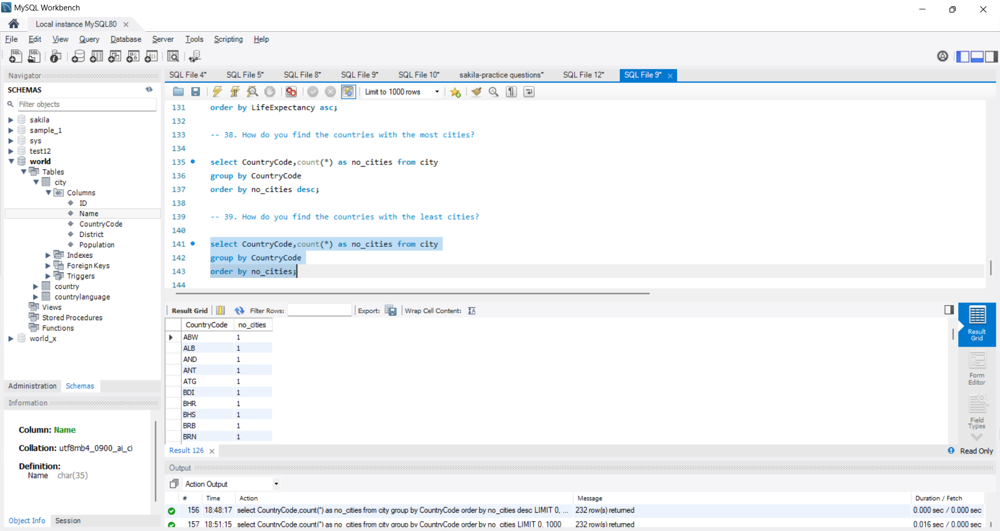 MySQL Workbench
Local instance MySQL80
File Edit View Query Database Server Tools Scripting Help
Navigator
SCHEMAS
Filter objects
sakila
sample_1
sys
test12
world
Tables
city
Columns
ID
Name
CountryCode
District
Population
Indexes
Foreign Keys
Triggers
country
countrylanguage
Views
Stored Procedures
Functions
world_x
Administration Schemas
Information
Column: Name
Collation: utf8mb4_0900_ai_ci
Definition:
Name char(35)
Object Info Session
SQL File 4* SQL File 5* SQL File 8* SQL File 9* SQL File 10* sakila-practice questions* SQL File 12* SQL File 9*
Limit to 1000 rows
131 order by LifeExpectancy asc;
132
133 -- 38. How do you find the countries with the most cities?
134
135 select CountryCode,count(*) as no_cities from city
136 group by CountryCode
137 order by no_cities desc;
138
139 -- 39. How do you find the countries with the least cities?
140
141 select CountryCode,count(*) as no_cities from city
142 group by CountryCode
143 order by no_cities;
144
Result Grid Filter Rows: Export: Wrap Cell Content:
CountryCode no_cities
ABW 1
ALB 1
AND 1
ANT 1
ATG 1
BDI 1
BHR 1
BHS 1
BRB 1
BRN 1
Result Grid
Form Editor
Field Types
Result 126
Read Only
Output
Action Output
# Time Action Message Duration / Fetch
156 18:48:17 select CountryCode,count(*) as no_cities from city group by CountryCode order by no_cities desc LIMIT 0, ... 232 row(s) returned 0.000 sec / 0.000 sec
157 18:51:15 select CountryCode,count(*) as no_cities from city group by CountryCode order by no_cities LIMIT 0, 1000 232 row(s) returned 0.016 sec / 0.000 sec